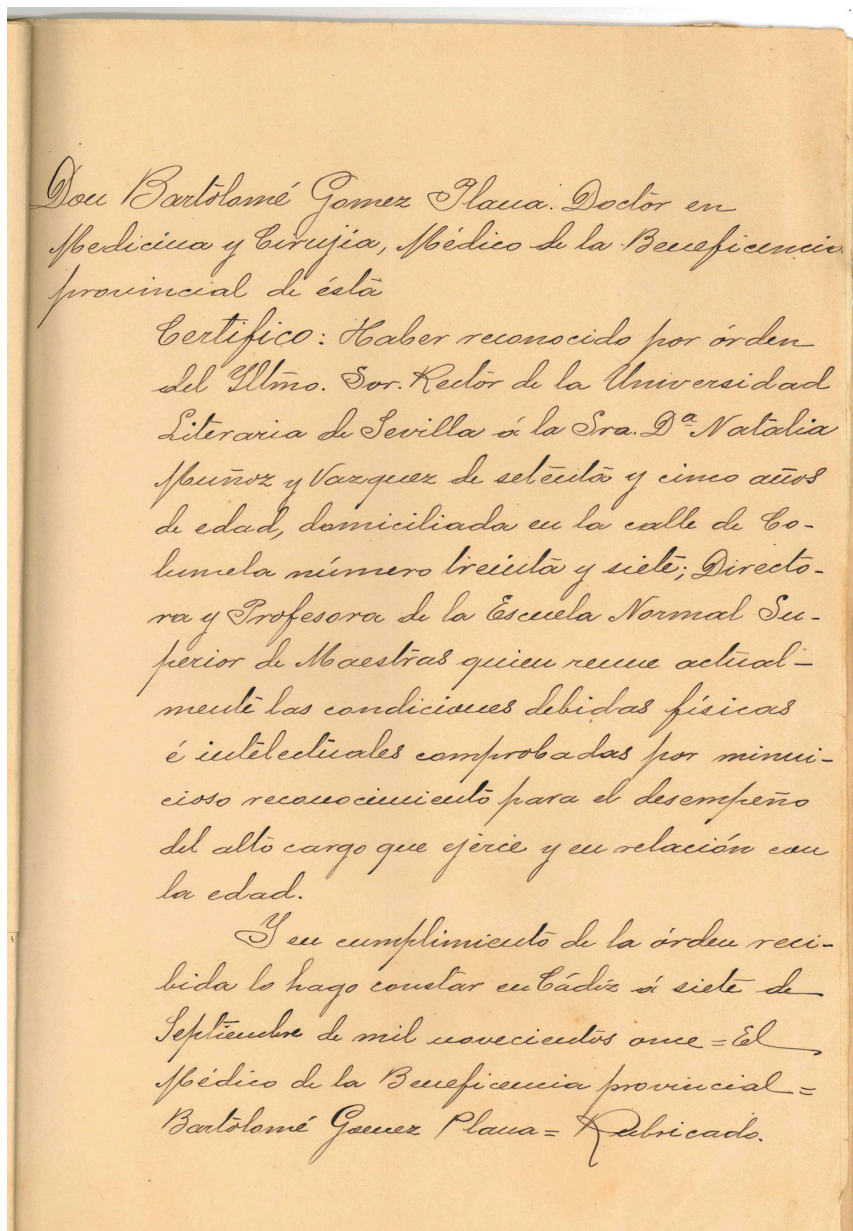 Don Bartolomé Gomez Plana. Doctor en
Medicina y Cirujía, Médico de la Beneficencia
provincial de ésta
Certifico: Haber reconocido por órden
del Yltmo. Sor. Rector de la Universidad
Literaria de Sevilla á la Sra. Dª Natalia
Muñoz y Vazquez de setenta y cinco años
de edad, domiciliada en la calle de Co-
lumela número treinta y siete; Directo-
ra y Profesora de la Escuela Normal Su-
perior de Maestras quien reune actual-
mente las condiciones debidas físicas
é intelectuales comprobadas por minu-
cioso reconocimiento para el desempeño
del alto cargo que ejerce y en relación con
la edad.
Y en cumplimiento de la órden reci-
bida lo hago constar en Cádiz á siete de
Septiembre de mil novecientos once = El
Médico de la Beneficencia provincial =
Bartolomé Gomez Plana = Rubricado.